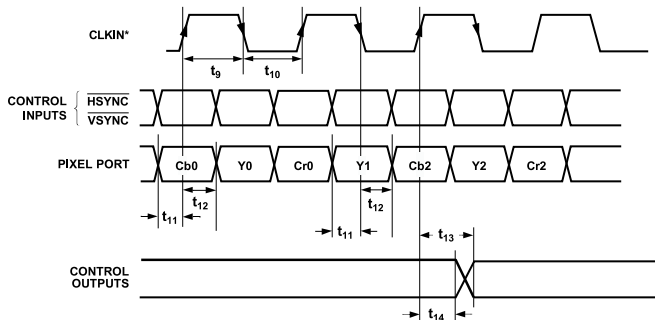 CLKIN*
t9
t10
CONTROL INPUTS
HSYNC
VSYNC
PIXEL PORT
Cb0 Y0 Cr0 Y1 Cb2 Y2 Cr2
t12
t12
t11
t11
t13
CONTROL OUTPUTS
t14